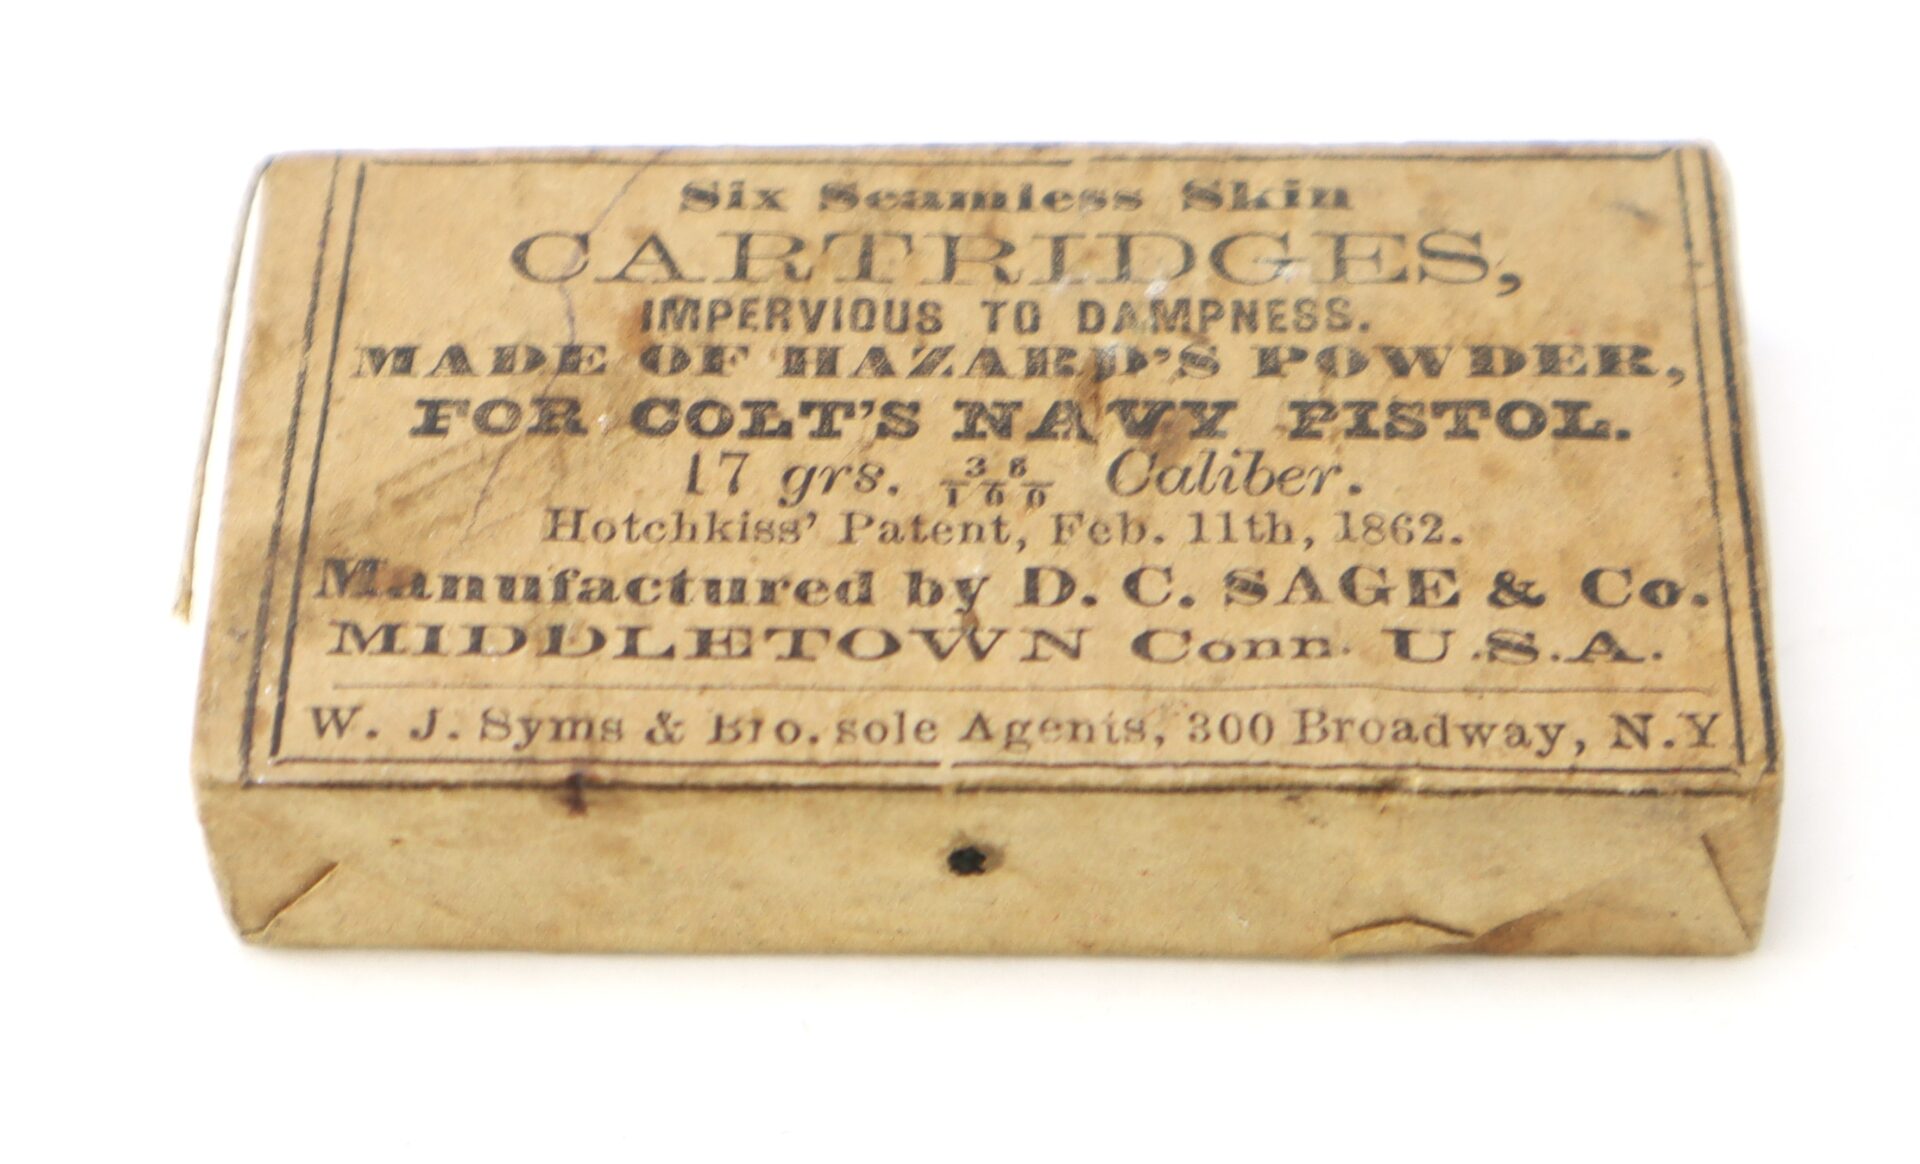 Six Seamless Skin
CARTRIDGES,
IMPERVIOUS TO DAMPNESS.
MADE OF HAZARD'S POWDER,
FOR COLT'S NAVY PISTOL.
17 grs. 36/100 Caliber.
Hotchkiss' Patent, Feb. 11th, 1862.
Manufactured by D. C. SAGE & Co.
MIDDLETOWN Conn. U.S.A.
W. J. Syms & Bro. sole Agents, 300 Broadway, N.Y